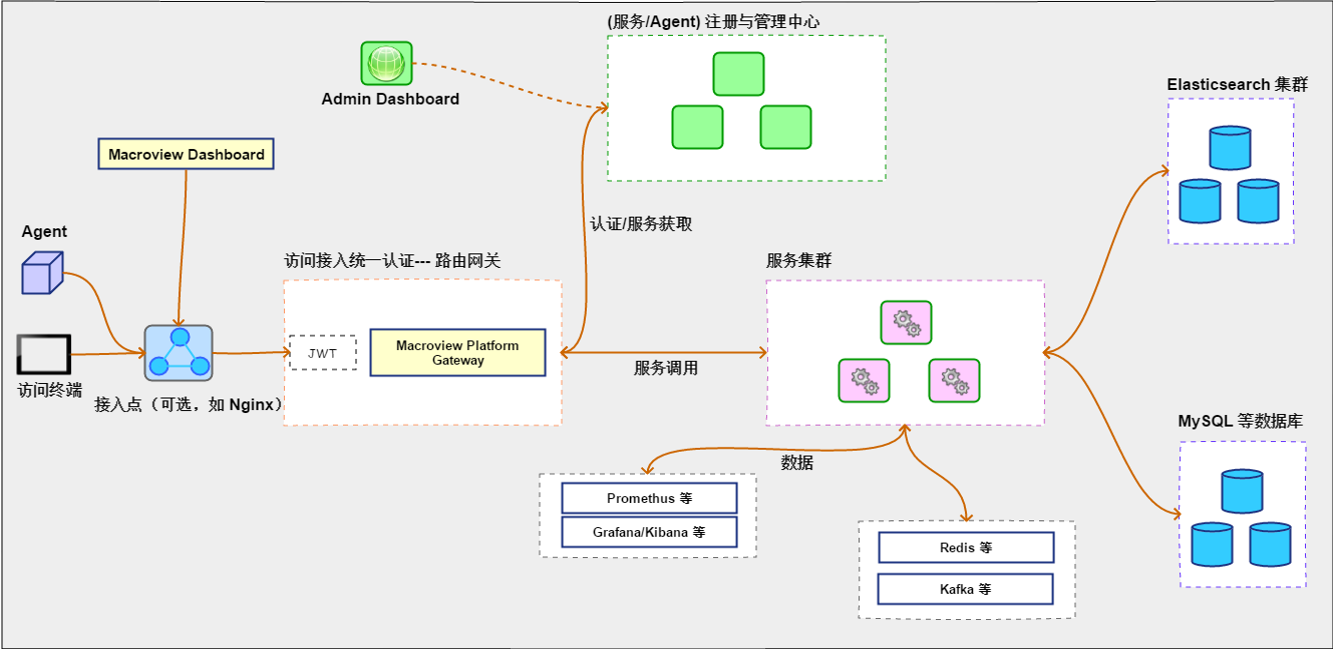 (服务/Agent) 注册与管理中心
Admin Dashboard
Elasticsearch 集群
Macroview Dashboard
认证/服务获取
Agent
访问接入统一认证--- 路由网关
服务集群
JWT
Macroview Platform
Gateway
服务调用
访问终端
接入点（可选，如 Nginx）
MySQL 等数据库
数据
Promethus 等
Grafana/Kibana 等
Redis 等
Kafka 等